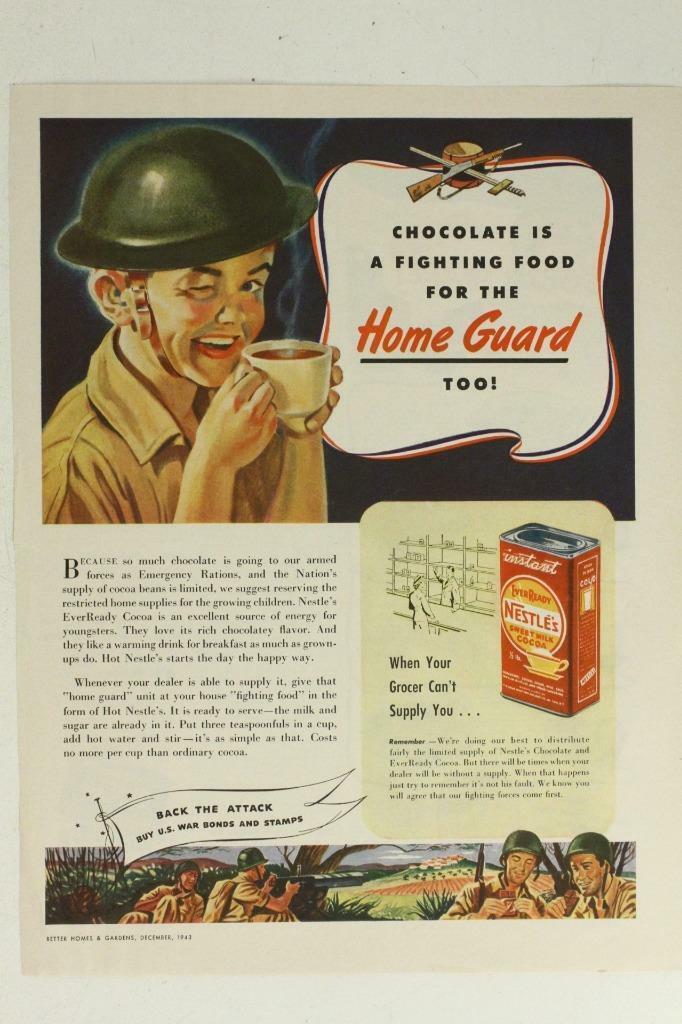 CHOCOLATE IS
A FIGHTING FOOD
FOR THE
Home Guard
TOO!
BECAUSE so much chocolate is going to our armed
forces as Emergency Rations, and the Nation's
supply of cocoa beans is limited, we suggest reserving the
restricted home supplies for the growing children. Nestle's
EverReady Cocoa is an excellent source of energy for
youngsters. They love its rich chocolatey flavor. And
they like a warming drink for breakfast as much as grown-
ups do. Hot Nestle's starts the day the happy way.
Whenever your dealer is able to supply it, give that
"home guard" unit at your house "fighting food" in the
form of Hot Nestle's. It is ready to serve—the milk and
sugar are already in it. Put three teaspoonfuls in a cup,
add hot water and stir—it's as simple as that. Costs
no more per cup than ordinary cocoa.
instant
EVERREADY
NESTLÉ'S
SWEET MILK
COCOA
½ lb.
When Your
Grocer Can't
Supply You . . .
Remember—We're doing our best to distribute
fairly the limited supply of Nestle's Chocolate and
EverReady Cocoa. But there will be times when your
dealer will be without a supply. When that happens
just try to remember it's not his fault. We know you
will agree that our fighting forces come first.
BACK THE ATTACK
BUY U.S. WAR BONDS AND STAMPS
BETTER HOMES & GARDENS, DECEMBER, 1943